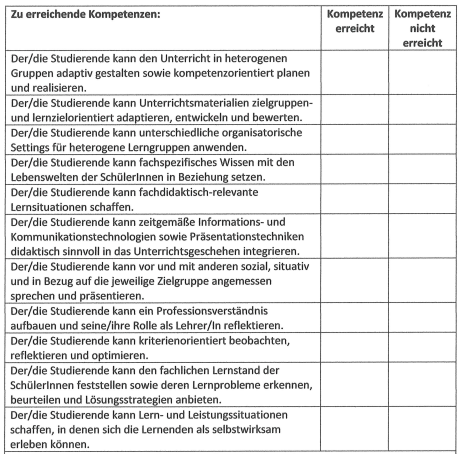 Zu erreichende Kompetenzen:
Kompetenz erreicht
Kompetenz nicht erreicht
Der/die Studierende kann den Unterricht in heterogenen
Gruppen adaptiv gestalten sowie kompetenzorientiert planen
und realisieren.
Der/die Studierende kann Unterrichtsmaterialien zielgruppen-
und lernzielorientiert adaptieren, entwickeln und bewerten.
Der/die Studierende kann unterschiedliche organisatorische
Settings für heterogene Lerngruppen anwenden.
Der/die Studierende kann fachspezifisches Wissen mit den
Lebenswelten der SchülerInnen in Beziehung setzen.
Der/die Studierende kann fachdidaktisch-relevante
Lernsituationen schaffen.
Der/die Studierende kann zeitgemäße Informations- und
Kommunikationstechnologien sowie Präsentationstechniken
didaktisch sinnvoll in das Unterrichtsgeschehen integrieren.
Der/die Studierende kann vor und mit anderen sozial, situativ
und in Bezug auf die jeweilige Zielgruppe angemessen
sprechen und präsentieren.
Der/die Studierende kann ein Professionsverständnis
aufbauen und seine/ihre Rolle als Lehrer/In reflektieren.
Der/die Studierende kann kriterienorientiert beobachten,
reflektieren und optimieren.
Der/die Studierende kann den fachlichen Lernstand der
SchülerInnen feststellen sowie deren Lernprobleme erkennen,
beurteilen und Lösungsstrategien anbieten.
Der/die Studierende kann Lern- und Leistungssituationen
schaffen, in denen sich die Lernenden als selbstwirksam
erleben können.